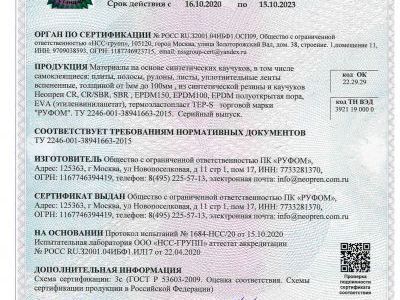 Срок действия с 16.10.2020 по 15.10.2023
ОРГАН ПО СЕРТИФИКАЦИИ № РОСС RU.32001.04ИБФ1.ОСП09, Общество с ограниченной
ответственностью «НСС-групп», 105120, город Москва, улица Золоторожский вал,
ИНН: 9709038593, ОГРН: 1187746923715, email: nssgroup-cert@yandex.ru
ПРОДУКЦИЯ Материалы на основе синтетических каучуков, в том числе
самоклеящиеся: плиты, полосы, рулоны, листы, уплотнительные ленты
вспененные, толщиной от 1мм до 100мм , из синтетической резины и каучуков
Неопрен CR, CR/SBR, SBR , EPDM150, EPDM100, EPDM полуоткрытая пора,
EVA (этиленвинилацетат), термоэластопласт TEP-S торговой марки
"РУФОМ". ТУ 2246-001-38941663-2015. Серийный выпуск.
код ОК
22.29.29
код ТН ВЭД
3921 19 000 0
СООТВЕТСТВУЕТ ТРЕБОВАНИЯМ НОРМАТИВНЫХ ДОКУМЕНТОВ
ТУ 2246-001-38941663-2015
ИЗГОТОВИТЕЛЬ Общество с ограниченной ответственностью ПК «РУФОМ»,
Адрес: 125363, г Москва, ул Новопоселковая, д 11 стр 1, пом 17, ИНН: 7733281370,
ОГРН: 1167746394419, телефон: 8(495) 225-57-13, электронная почта: info@neopren.com.ru
СЕРТИФИКАТ ВЫДАН Общество с ограниченной ответственностью ПК «РУФОМ»,
Адрес: 125363, г Москва, ул Новопоселковая, д 11 стр 1, пом 17, ИНН: 7733281370,
ОГРН: 1167746394419, телефон: 8(495) 225-57-13, электронная почта: info@neopren.com.ru
НА ОСНОВАНИИ Протокол испытаний № 1684-НСС/20 от 15.10.2020
Испытательная лаборатория ООО «НСС-ГРУПП» аттестат аккредитации
№ РОСС RU.32001.04ИБФ1.ИЛ17 от 22.04.2020
ДОПОЛНИТЕЛЬНАЯ ИНФОРМАЦИЯ
Схема сертификации: 3с (ГОСТ Р 53603-2009. Оценка соответствия. Схемы
сертификации продукции в Российской Федерации)
Проверка
подлинности
сертификата
соответствия